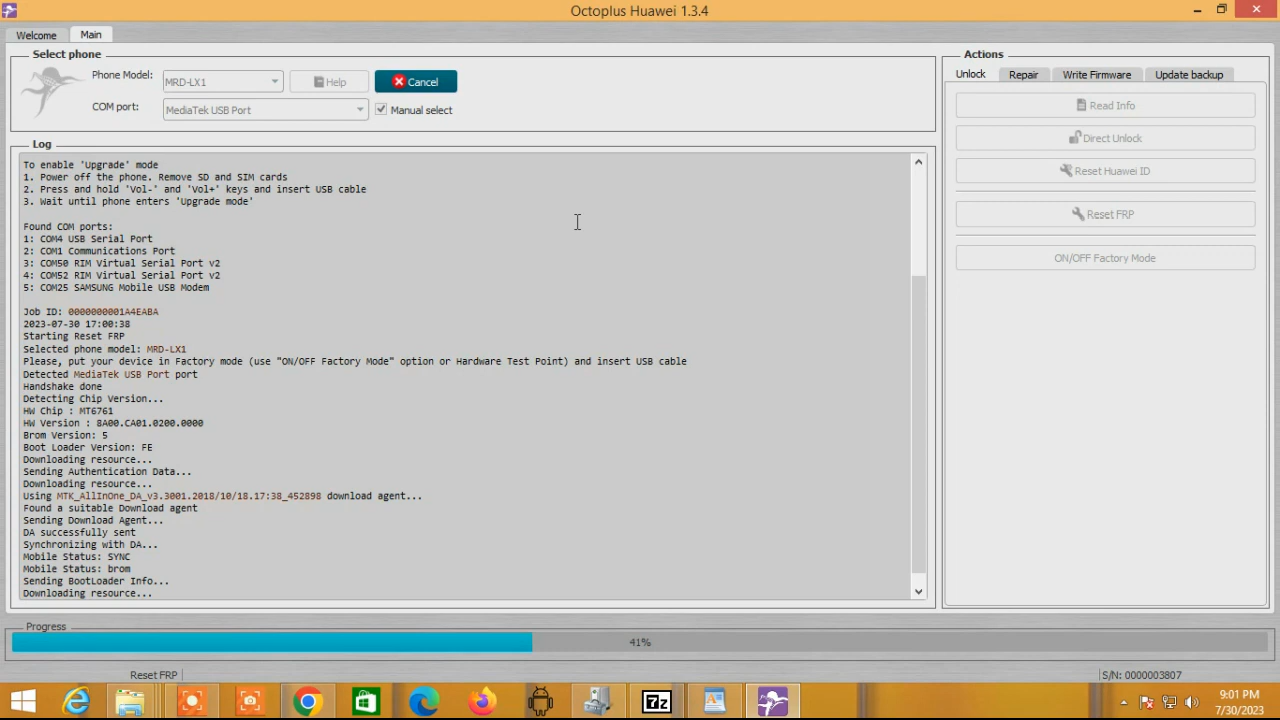 Octoplus Huawei 1.3.4
Welcome
Main
Select phone
Phone Model:
MRD-LX1
Help
Cancel
COM port:
MediaTek USB Port
Manual select
Log
To enable 'Upgrade' mode
1. Power off the phone. Remove SD and SIM cards
2. Press and hold 'Vol-' and 'Vol+' keys and insert USB cable
3. Wait until phone enters 'Upgrade mode'
Found COM ports:
1: COM4 USB Serial Port
2: COM1 Communications Port
3: COM50 RIM Virtual Serial Port v2
4: COM52 RIM Virtual Serial Port v2
5: COM25 SAMSUNG Mobile USB Modem
Job ID: 0000000001A4EABA
2023-07-30 17:00:38
Starting Reset FRP
Selected phone model: MRD-LX1
Please, put your device in Factory mode (use "ON/OFF Factory Mode" option or Hardware Test Point) and insert USB cable
Detected MediaTek USB Port port
Handshake done
Detecting Chip Version...
HW Chip : MT6761
HW Version : 8A00.CA01.0200.0000
Brom Version: 5
Boot Loader Version: FE
Downloading resource...
Sending Authentication Data...
Downloading resource...
Using MTK_AllInOne_DA_v3.3001.2018/10/18.17:38_452898 download agent...
Found a suitable Download agent
Sending Download Agent...
DA successfully sent
Synchronizing with DA...
Mobile Status: SYNC
Mobile Status: brom
Sending BootLoader Info...
Downloading resource...
Actions
Unlock
Repair
Write Firmware
Update backup
Read Info
Direct Unlock
Reset Huawei ID
Reset FRP
ON/OFF Factory Mode
Progress
41%
Reset FRP
S/N: 0000003807
7z
9:01 PM
7/30/2023